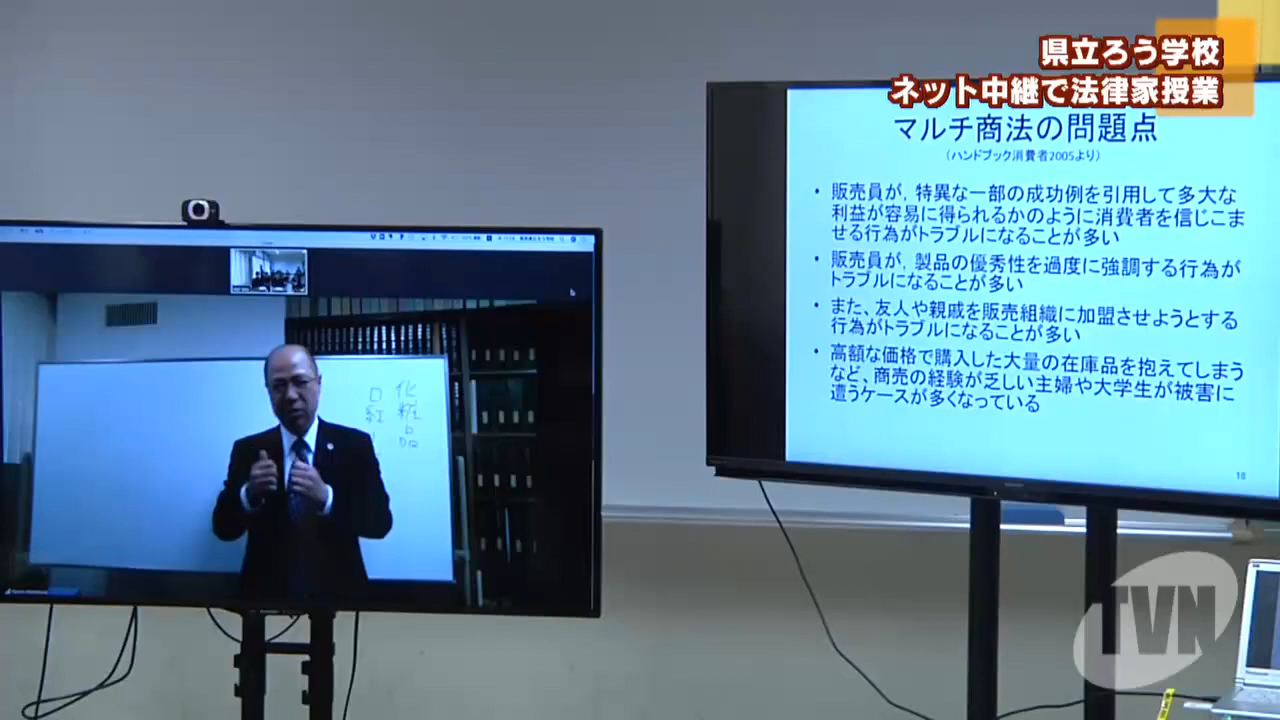 県立ろう学校
ネット中継で法律家授業
マルチ商法の問題点
(ハンドブック消費者2005より)
・ 販売員が, 特異な一部の成功例を引用して多大な
利益が容易に得られるかのように消費者を信じこま
せる行為がトラブルになることが多い
・ 販売員が, 製品の優秀性を過度に強調する行為が
トラブルになることが多い
・ また、友人や親戚を販売組織に加盟させようとする
行為がトラブルになることが多い
・ 高額な価格で購入した大量の在庫品を抱えてしまう
など、商売の経験が乏しい主婦や大学生が被害に
遭うケースが多くなっている
18
化粧品
口紅
TVN